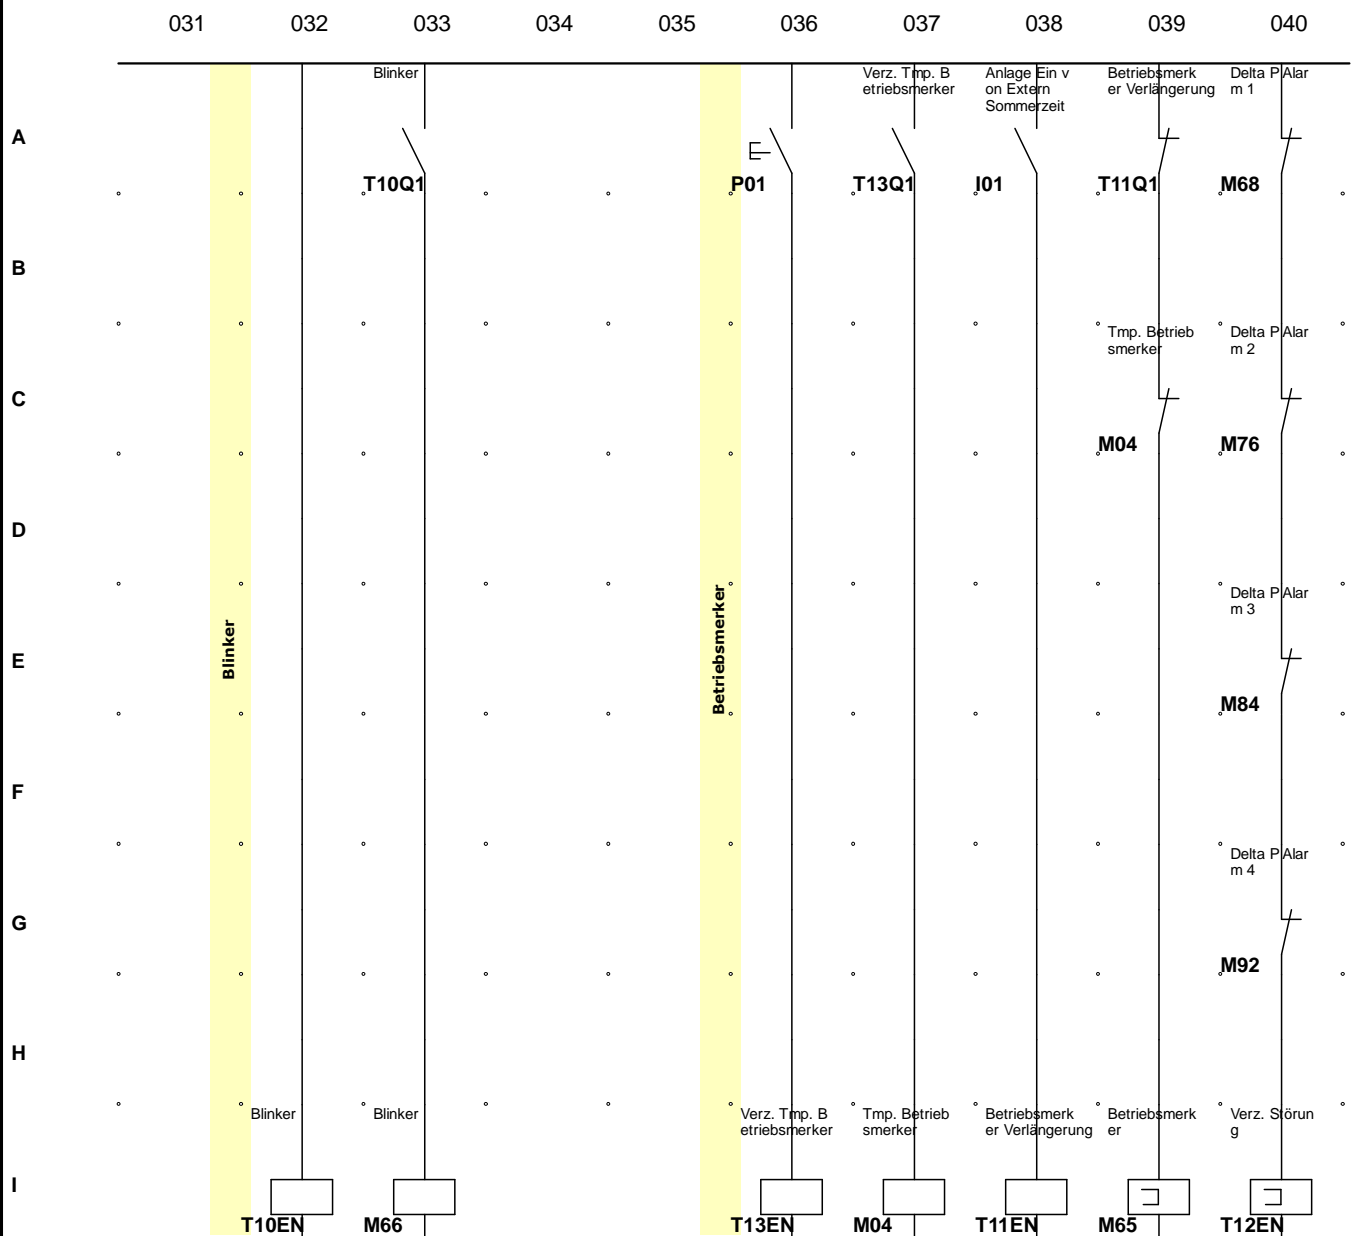 031 032 033 034 035 036 037 038 039 040
Blinker
Verz. Tmp. B
etriebsmerker
Anlage Ein v
on Extern
Sommerzeit
Betriebsmerk
er Verlängerung
Delta P Alar
m 1
A
T10Q1 P01 T13Q1 I01 T11Q1 M68
B
Tmp. Betrieb
smerker
Delta P Alar
m 2
C
M04 M76
D
Delta P Alar
m 3
Blinker
Betriebsmerker
E
M84
F
Delta P Alar
m 4
G
M92
H
Blinker
Blinker
Verz. Tmp. B
etriebsmerker
Tmp. Betrieb
smerker
Betriebsmerk
er Verlängerung
Betriebsmerk
er
Verz. Störun
g
I
T10EN M66 T13EN M04 T11EN M65 T12EN